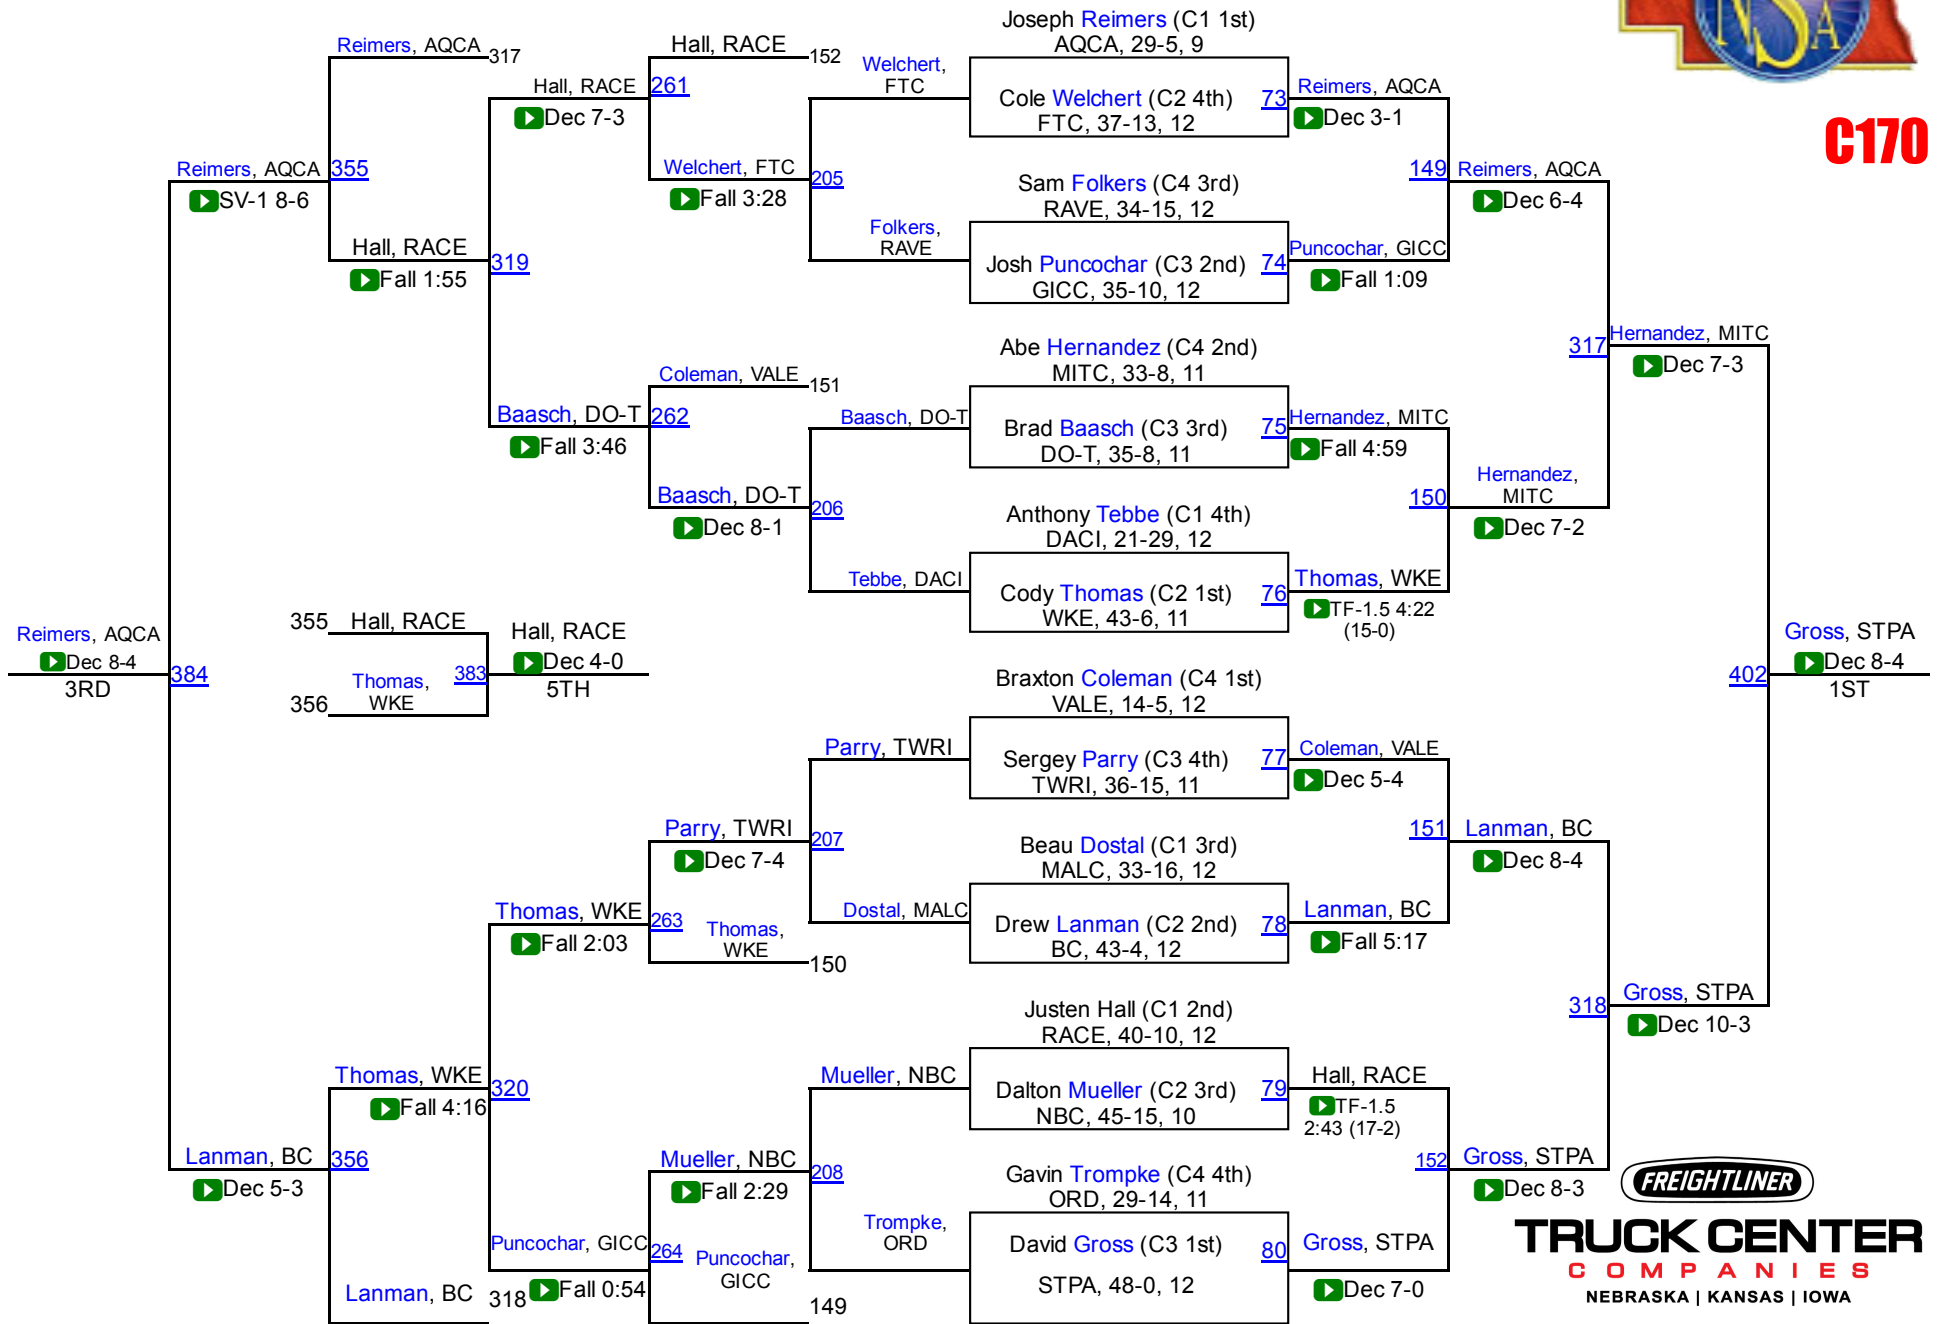 NSA
C170
Joseph Reimers (C1 1st)
AQCA, 29-5, 9
Cole Welchert (C2 4th)
FTC, 37-13, 12
73
Sam Folkers (C4 3rd)
RAVE, 34-15, 12
Josh Puncochar (C3 2nd)
GICC, 35-10, 12
74
Abe Hernandez (C4 2nd)
MITC, 33-8, 11
Brad Baasch (C3 3rd)
DO-T, 35-8, 11
75
Anthony Tebbe (C1 4th)
DACI, 21-29, 12
Cody Thomas (C2 1st)
WKE, 43-6, 11
76
Braxton Coleman (C4 1st)
VALE, 14-5, 12
Sergey Parry (C3 4th)
TWRI, 36-15, 11
77
Beau Dostal (C1 3rd)
MALC, 33-16, 12
Drew Lanman (C2 2nd)
BC, 43-4, 12
78
Justen Hall (C1 2nd)
RACE, 40-10, 12
Dalton Mueller (C2 3rd)
NBC, 45-15, 10
79
Gavin Trompke (C4 4th)
ORD, 29-14, 11
David Gross (C3 1st)
STPA, 48-0, 12
80
Reimers, AQCA
Dec 3-1
Puncochar, GICC
Fall 1:09
Hernandez, MITC
Fall 4:59
Thomas, WKE
TF-1.5 4:22
(15-0)
Coleman, VALE
Dec 5-4
Lanman, BC
Fall 5:17
Hall, RACE
TF-1.5
2:43 (17-2)
Gross, STPA
Dec 7-0
149
Reimers, AQCA
Dec 6-4
150
Hernandez,
MITC
Dec 7-2
151
Lanman, BC
Dec 8-4
152
Gross, STPA
Dec 8-3
317
Hernandez, MITC
Dec 7-3
318
Gross, STPA
Dec 10-3
402
Gross, STPA
Dec 8-4
1ST
Welchert,
FTC
Folkers,
RAVE
205
Baasch, DO-T
Tebbe, DACI
206
Parry, TWRI
Dostal, MALC
207
Mueller, NBC
Trompke,
ORD
208
Hall, RACE
152
261
Welchert, FTC
Fall 3:28
Coleman, VALE
151
262
Baasch, DO-T
Dec 8-1
Parry, TWRI
Dec 7-4
263
Thomas,
WKE
150
Mueller, NBC
Fall 2:29
264
Puncochar,
GICC
149
Hall, RACE
Dec 7-3
319
Baasch, DO-T
Fall 3:46
Thomas, WKE
Fall 2:03
320
Puncochar, GICC
Fall 0:54
Reimers, AQCA
317
355
Hall, RACE
Fall 1:55
Thomas, WKE
Fall 4:16
356
Lanman, BC
318
Reimers, AQCA
SV-1 8-6
Lanman, BC
Dec 5-3
384
Reimers, AQCA
Dec 8-4
3RD
355
Hall, RACE
356
Thomas,
WKE
383
Hall, RACE
Dec 4-0
5TH
FREIGHTLINER
TRUCK CENTER
COMPANIES
NEBRASKA | KANSAS | IOWA